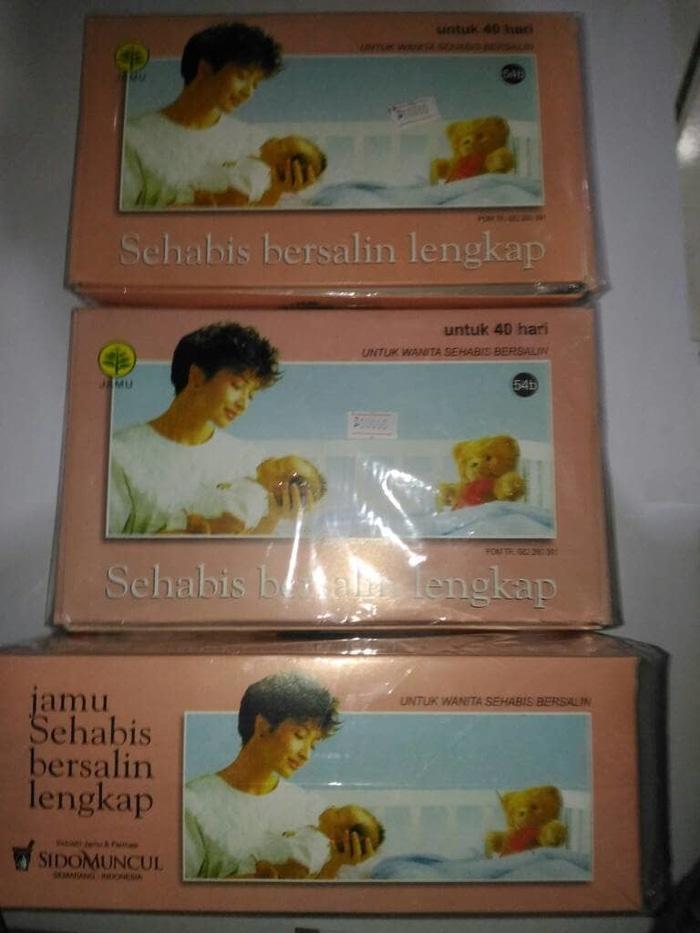 untuk 40 hari
UNTUK WANITA SEHABIS BERSALIN
JAMU
54b
Sehabis bersalin lengkap
untuk 40 hari
UNTUK WANITA SEHABIS BERSALIN
JAMU
54b
Sehabis bersalin lengkap
jamu
Sehabis
bersalin
lengkap
UNTUK WANITA SEHABIS BERSALIN
SIDOMUNCUL
SEMARANG - INDONESIA